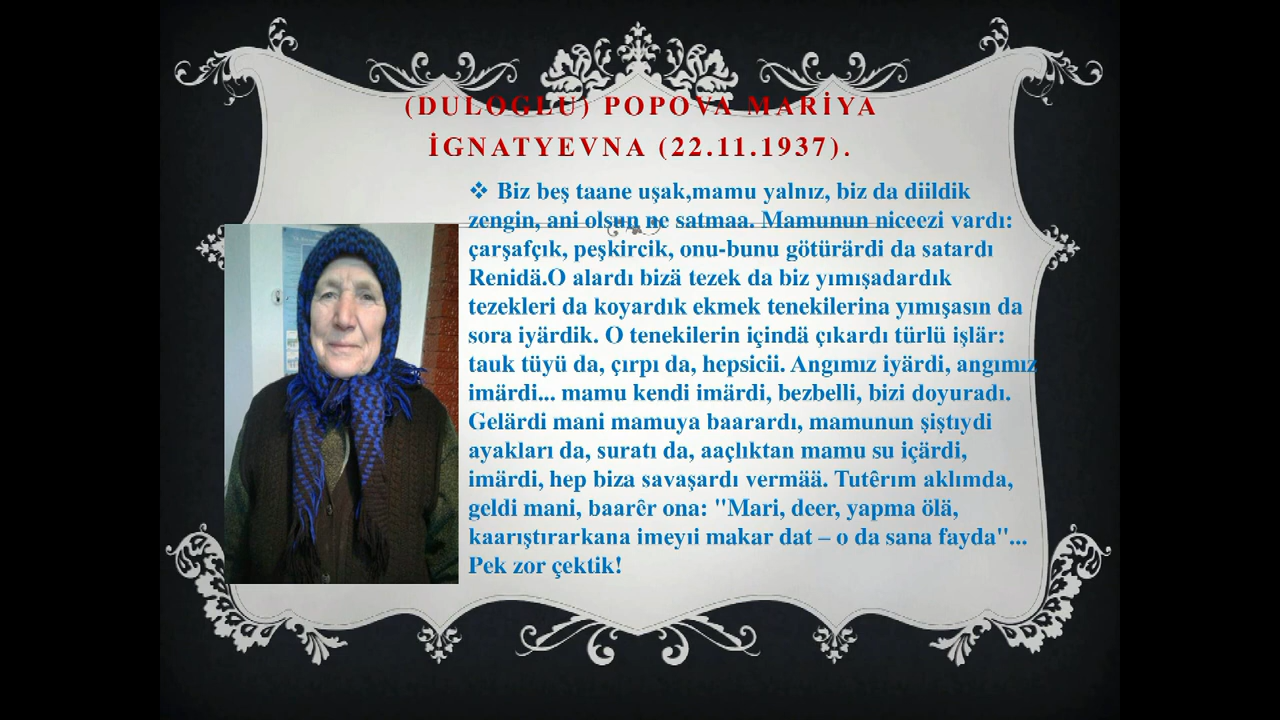 (DULOGLU) POPOVA MARİYA
İGNATYEVNA (22.11.1937).
❖ Biz beş taane uşak,mamu yalnız, biz da diildik
zengin, ani olsun ne satmaa. Mamunun niceezi vardı:
çarşafçık, peşkircik, onu-bunu götürärdi da satardı
Renidä.O alardı bizä tezek da biz yımışadardık
tezekleri da koyardık ekmek tenekilerina yımışasın da
sora iyärdik. O tenekilerin içindä çıkardı türlü işlär:
tauk tüyü da, çırpı da, hepsicii. Angımız iyärdi, angımız
imärdi... mamu kendi imärdi, bezbelli, bizi doyuradı.
Gelärdi mani mamuya baarardı, mamunun şiştıydi
ayakları da, suratı da, aaçlıktan mamu su içärdi,
imärdi, hep biza savaşardı vermää. Tutêrım aklımda,
geldi mani, baarêr ona: "Mari, deer, yapma ölä,
kaarıştırarkana imeyıi makar dat – o da sana fayda"...
Pek zor çektik!